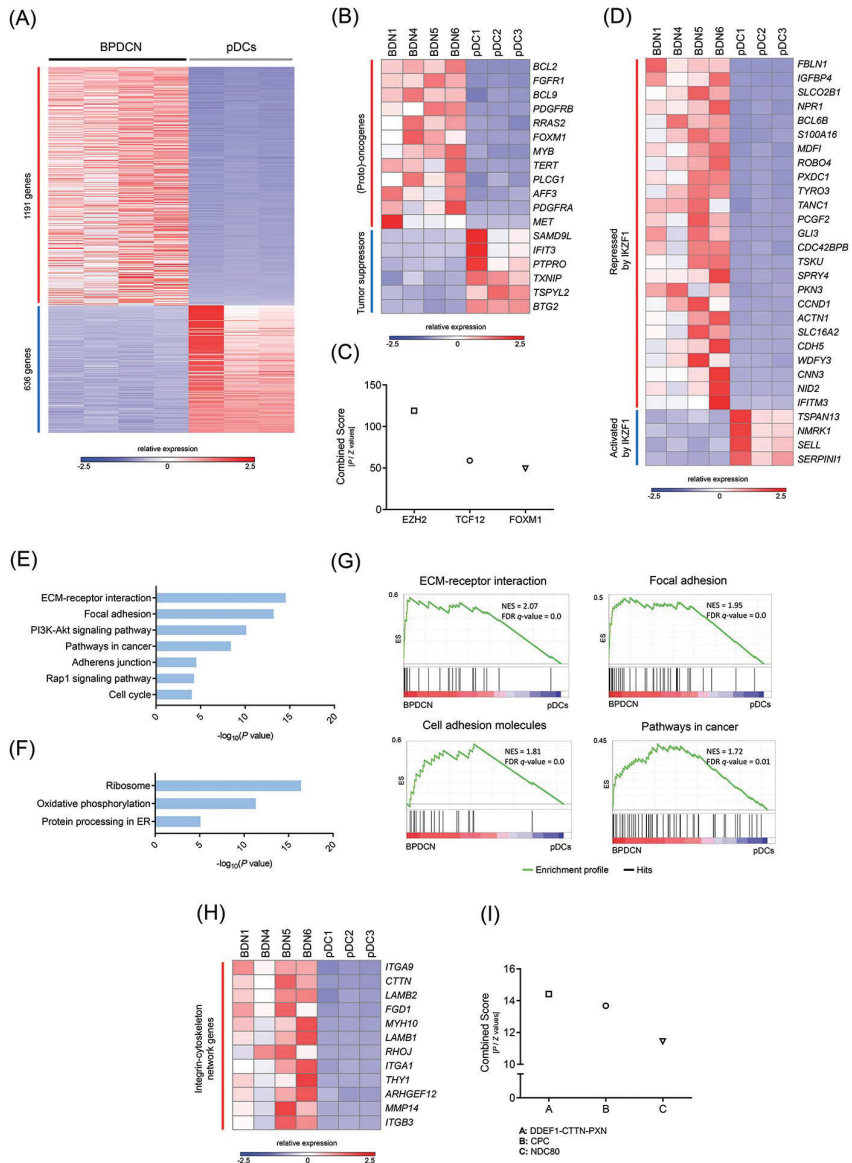 (A)
BPDCN pDCs
1191 genes
636 genes
relative expression
-2.5 0 2.5
(B)
BDN1 BDN4 BDN5 BDN6 pDC1 pDC2 pDC3
(Proto)-oncogenes
BCL2
FGFR1
BCL9
PDGFRB
RRAS2
FOXM1
MYB
TERT
PLCG1
AFF3
PDGFRA
MET
Tumor suppressors
SAMD9L
IFIT3
PTPRO
TXNIP
TSPYL2
BTG2
relative expression
-2.5 0 2.5
(C)
Combined Score
[P / Z values]
150
100
50
0
EZH2 TCF12 FOXM1
(D)
BDN1 BDN4 BDN5 BDN6 pDC1 pDC2 pDC3
Repressed
by IKZF1
FBLN1
IGFBP4
SLCO2B1
NPR1
BCL6B
S100A16
MDFI
ROBO4
PXDC1
TYRO3
TANC1
PCGF2
GLI3
CDC42BPB
TSKU
SPRY4
PKN3
CCND1
ACTN1
SLC16A2
CDH5
WDFY3
CNN3
NID2
IFITM3
Activated
by IKZF1
TSPAN13
NMRK1
SELL
SERPINI1
relative expression
-2.5 0 2.5
(E)
ECM-receptor interaction
Focal adhesion
PI3K-Akt signaling pathway
Pathways in cancer
Adherens junction
Rap1 signaling pathway
Cell cycle
0 5 10 15 20
-log10(P value)
(F)
Ribosome
Oxidative phosphorylation
Protein processing in ER
0 5 10 15 20
-log10(P value)
(G)
ECM-receptor interaction
0.6
ES
NES = 2.07
FDR q-value = 0.0
BPDCN pDCs
Focal adhesion
0.5
ES
NES = 1.95
FDR q-value = 0.0
BPDCN pDCs
Cell adhesion molecules
0.6
ES
NES = 1.81
FDR q-value = 0.0
BPDCN pDCs
Pathways in cancer
0.45
ES
NES = 1.72
FDR q-value = 0.01
BPDCN pDCs
Enrichment profile Hits
(H)
BDN1 BDN4 BDN5 BDN6 pDC1 pDC2 pDC3
Integrin-cytoskeleton
network genes
ITGA9
CTTN
LAMB2
FGD1
MYH10
LAMB1
RHOJ
ITGA1
THY1
ARHGEF12
MMP14
ITGB3
relative expression
-2.5 0 2.5
(I)
Combined Score
[P / Z values]
16
14
12
10
0
A B C
A: DDEF1-CTTN-PXN
B: CPC
C: NDC80